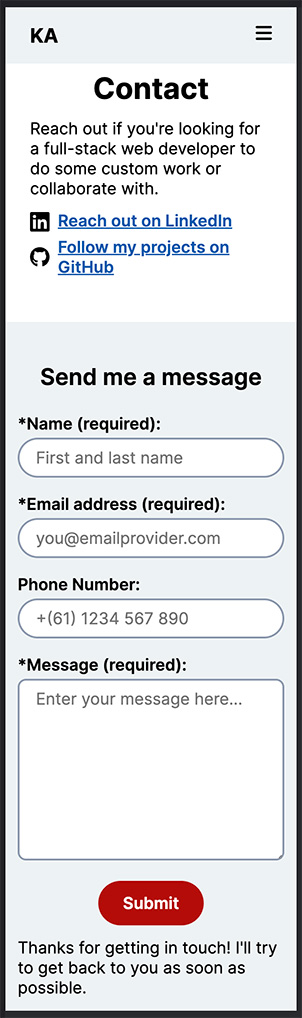 KA
Contact
Reach out if you're looking for
a full-stack web developer to
do some custom work or
collaborate with.
Reach out on LinkedIn
Follow my projects on
GitHub
Send me a message
*Name (required):
First and last name
*Email address (required):
you@emailprovider.com
Phone Number:
+(61) 1234 567 890
*Message (required):
Enter your message here...
Submit
Thanks for getting in touch! I'll try
to get back to you as soon as
possible.